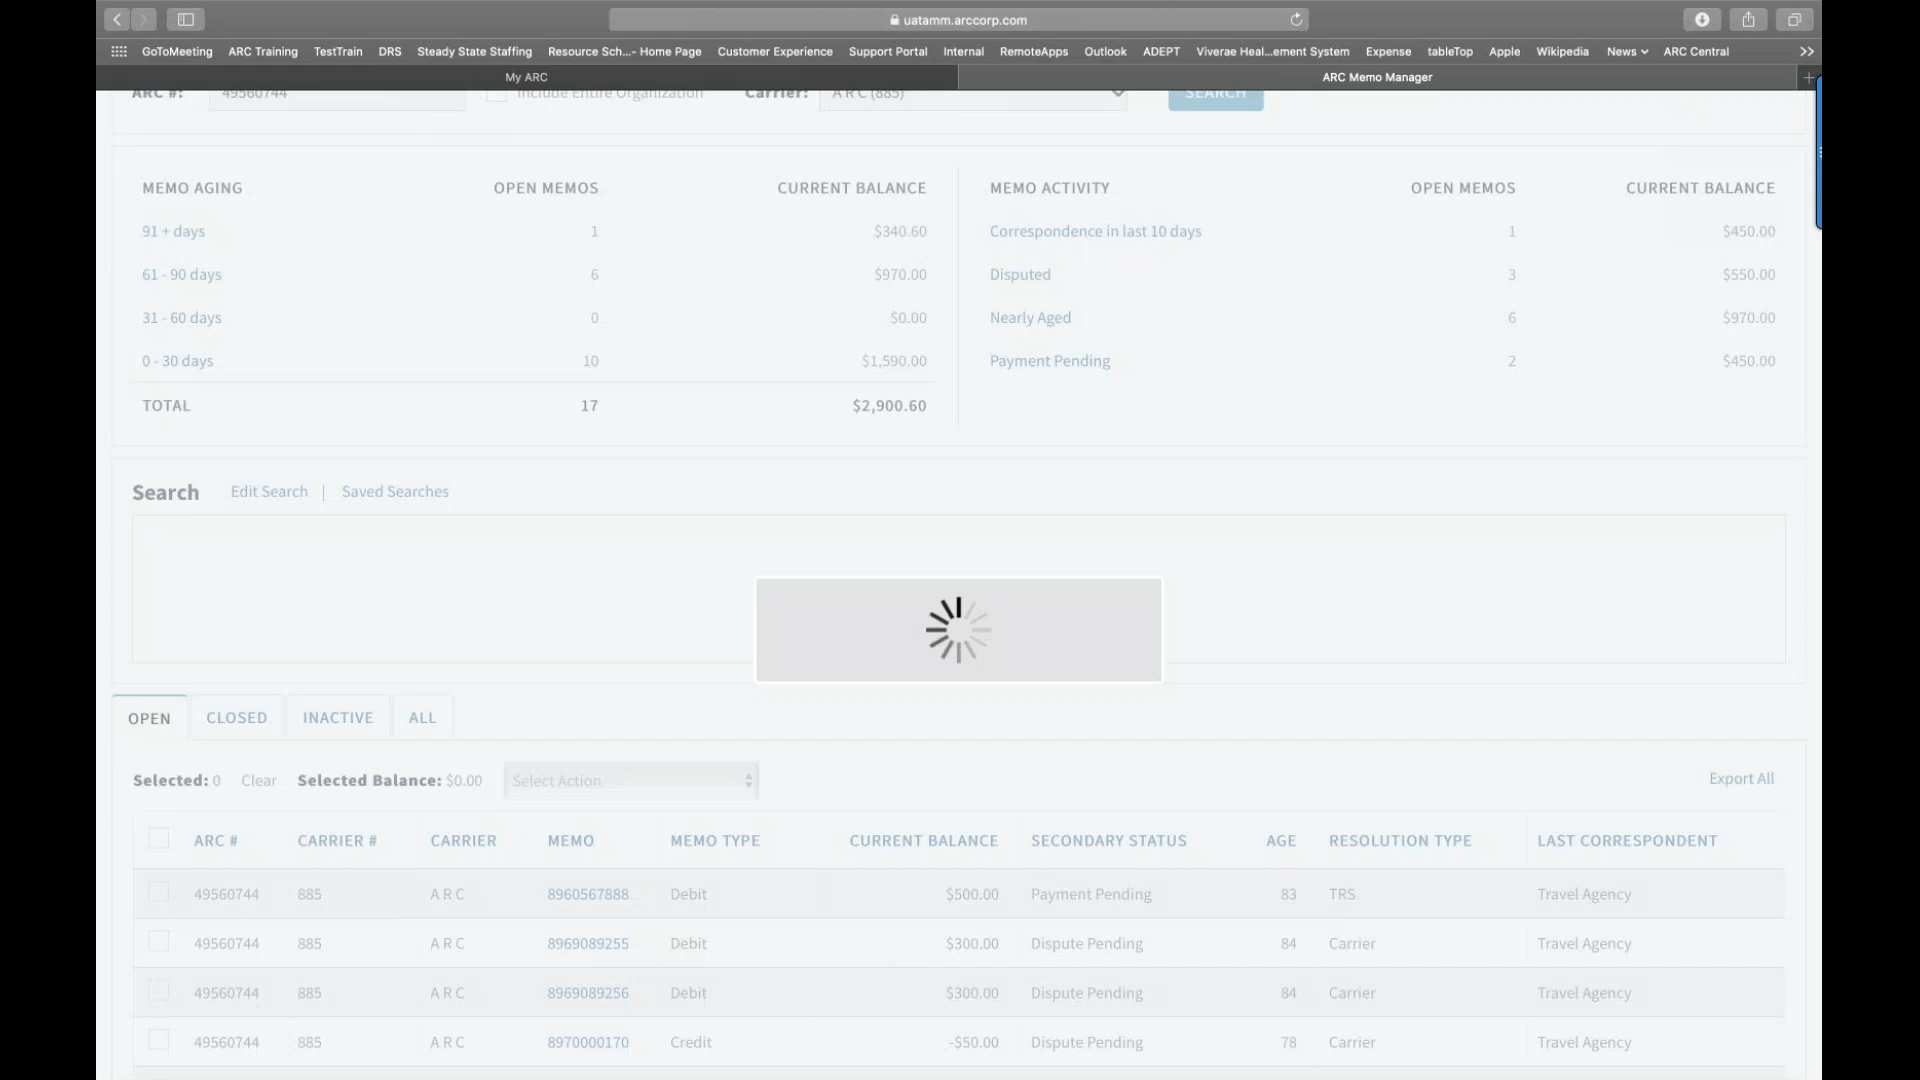 uatamm.arccorp.com
GoToMeeting ARC Training TestTrain DRS Steady State Staffing Resource Sch...- Home Page Customer Experience Support Portal Internal RemoteApps Outlook ADEPT Viverae Heal...ement System Expense tableTop Apple Wikipedia News ARC Central
My ARC ARC Memo Manager
ARC #: 49560744 Include Entire Organization Carrier: A R C (885) SEARCH
MEMO AGING OPEN MEMOS CURRENT BALANCE MEMO ACTIVITY OPEN MEMOS CURRENT BALANCE
91 + days 1 $340.60 Correspondence in last 10 days 1 $450.00
61 - 90 days 6 $970.00 Disputed 3 $550.00
31 - 60 days 0 $0.00 Nearly Aged 6 $970.00
0 - 30 days 10 $1,590.00 Payment Pending 2 $450.00
TOTAL 17 $2,900.60
Search Edit Search | Saved Searches
OPEN CLOSED INACTIVE ALL
Selected: 0 Clear Selected Balance: $0.00 Select Action Export All
ARC # CARRIER # CARRIER MEMO MEMO TYPE CURRENT BALANCE SECONDARY STATUS AGE RESOLUTION TYPE LAST CORRESPONDENT
49560744 885 A R C 8960567888 Debit $500.00 Payment Pending 83 TRS Travel Agency
49560744 885 A R C 8969089255 Debit $300.00 Dispute Pending 84 Carrier Travel Agency
49560744 885 A R C 8969089256 Debit $300.00 Dispute Pending 84 Carrier Travel Agency
49560744 885 A R C 8970000170 Credit -$50.00 Dispute Pending 78 Carrier Travel Agency